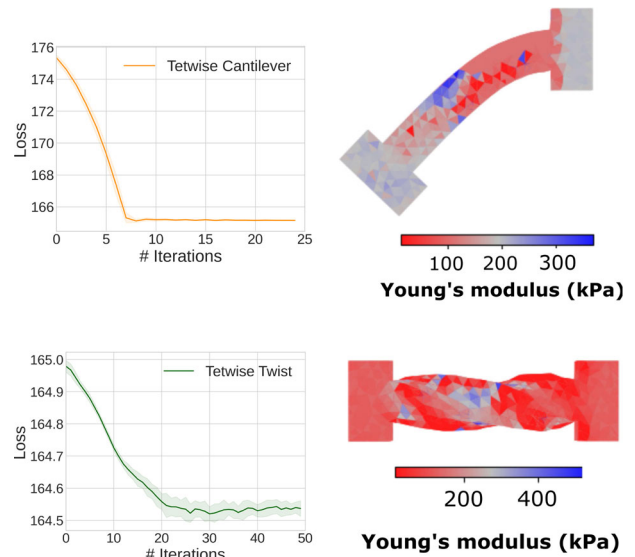 176
174
172
170
168
166
Loss
Tetwise Cantilever
0 5 10 15 20 25
# Iterations
100 200 300
Young's modulus (kPa)
165.0
164.9
164.8
164.7
164.6
164.5
Loss
Tetwise Twist
0 10 20 30 40 50
# Iterations
200 400
Young's modulus (kPa)